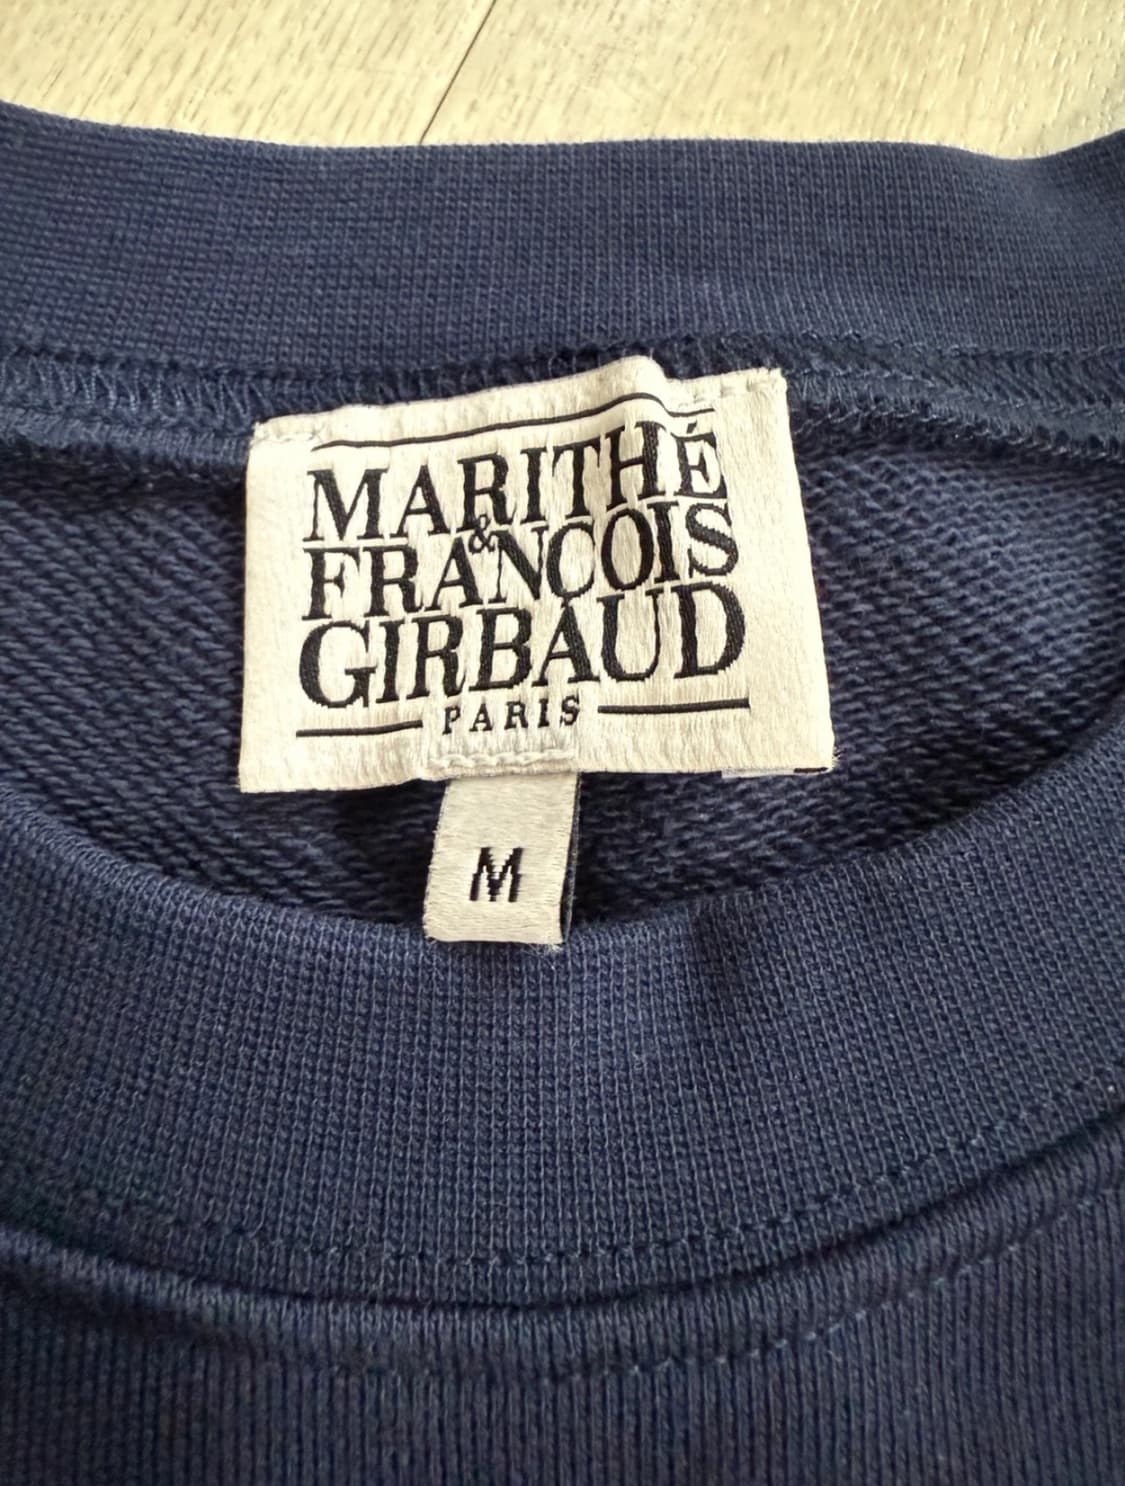 MARITHÉ
&
FRANÇOIS
GIRBAUD
PARIS
M